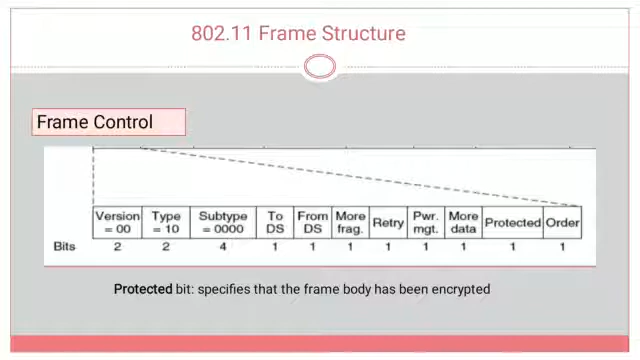 802.11 Frame Structure
Frame Control
Version = 00 Type = 10 Subtype = 0000 To DS From DS More frag. Retry Pwr. mgt. More data Protected Order
Bits 2 2 4 1 1 1 1 1 1 1 1
Protected bit: specifies that the frame body has been encrypted